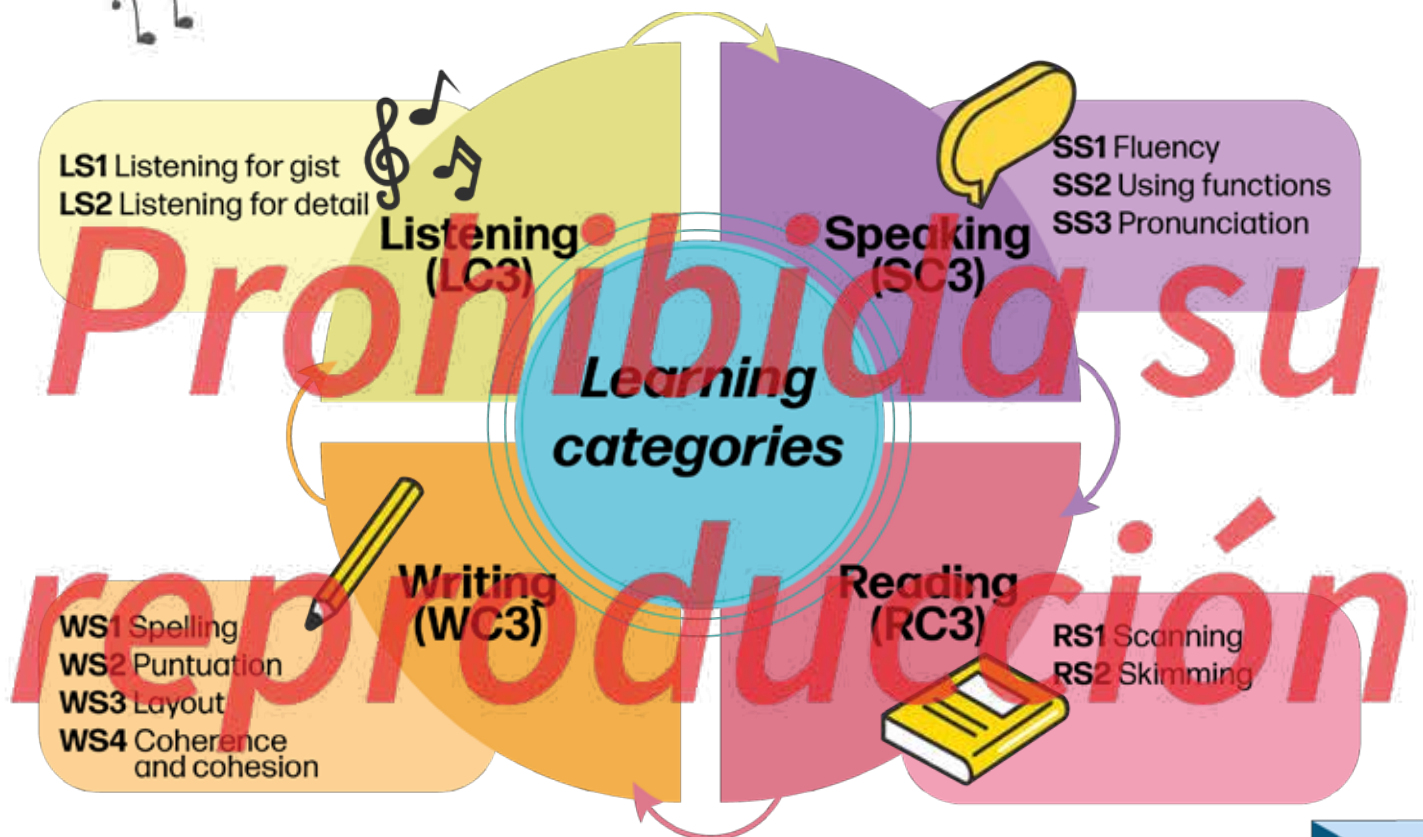 LS1 Listening for gist
LS2 Listening for detail
Listening
(LC3)
Speaking
(SC3)
SS1 Fluency
SS2 Using functions
SS3 Pronunciation
Learning
categories
Writing
(WC3)
WS1 Spelling
WS2 Puntuation
WS3 Layout
WS4 Coherence
and cohesion
Reading
(RC3)
RS1 Scanning
RS2 Skimming
Prohibida su
reproducción